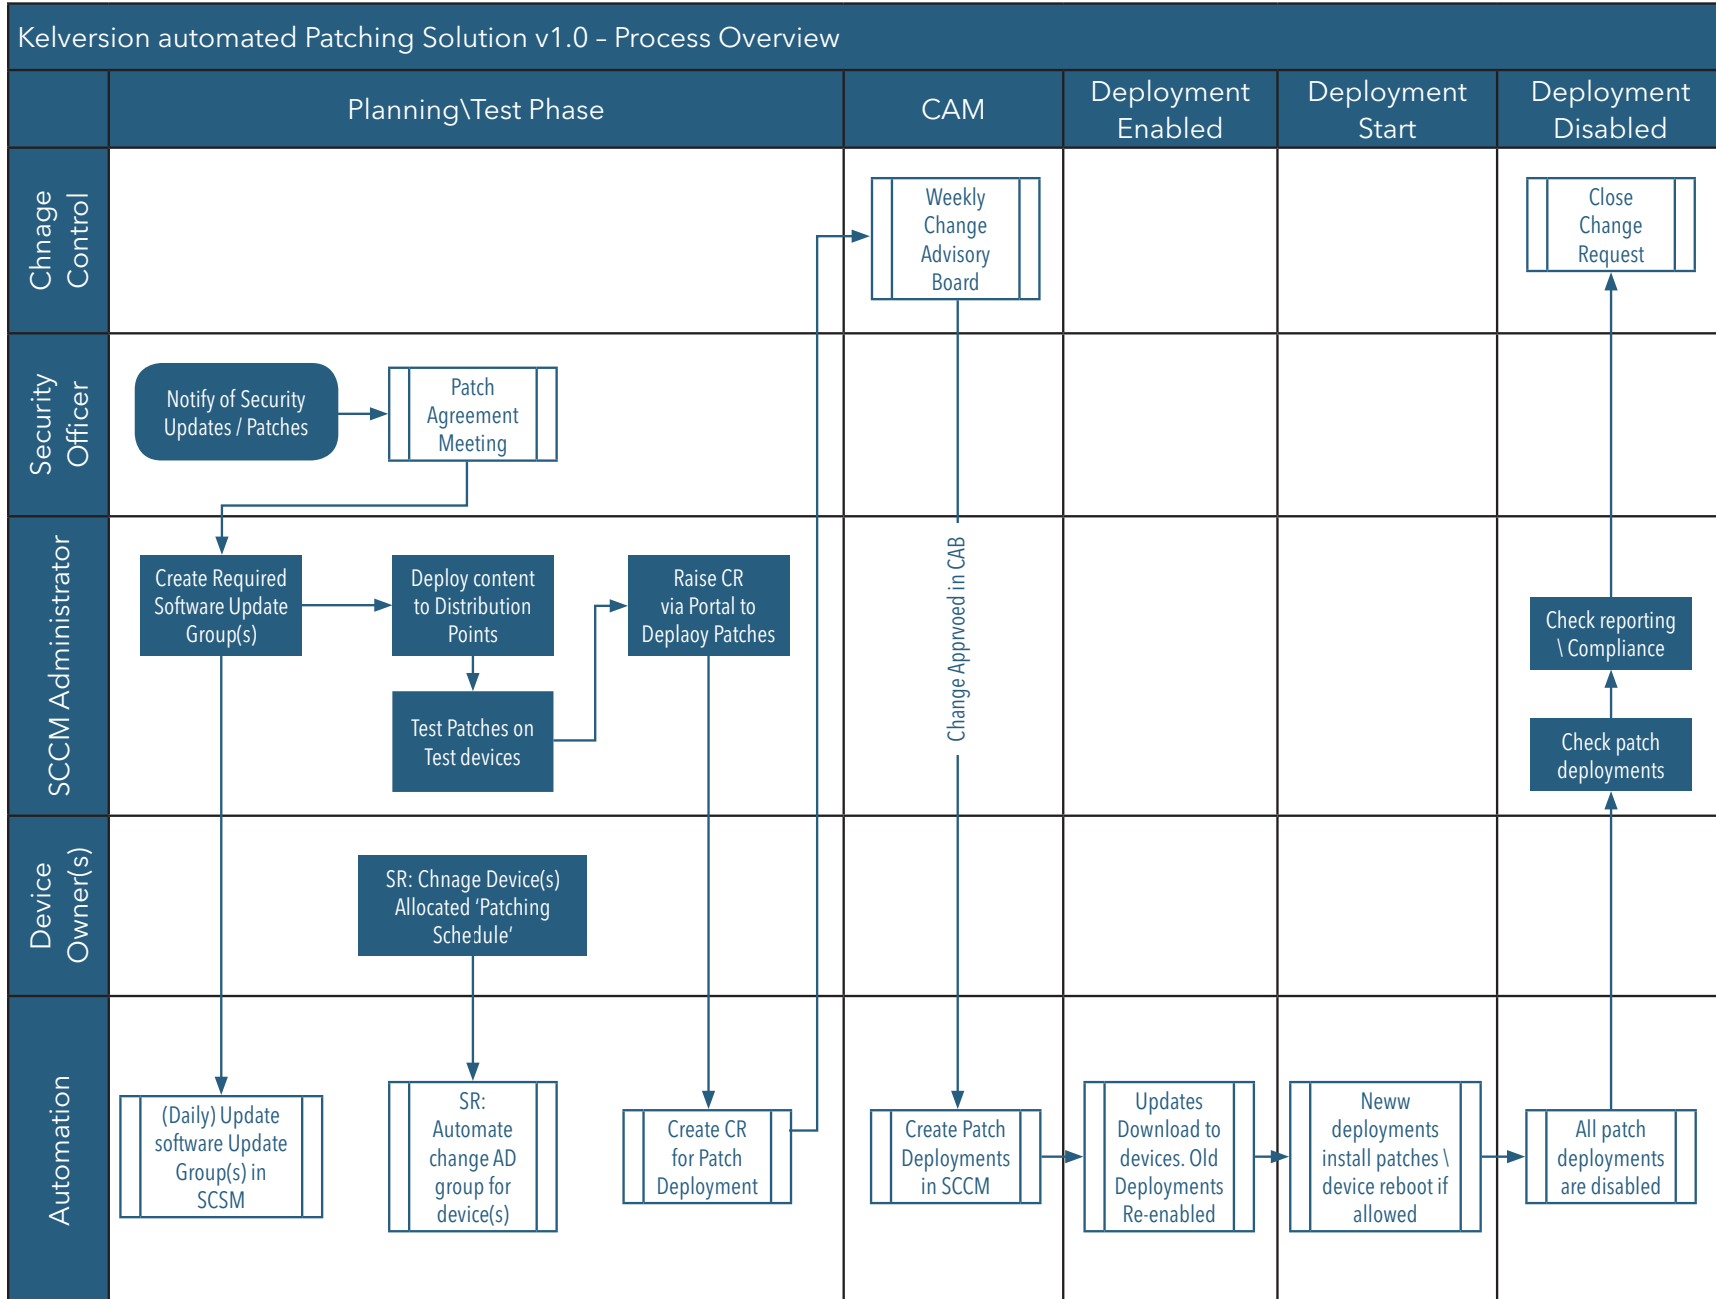 Kelversion automated Patching Solution v1.0 – Process Overview
Planning\Test Phase
CAM
Deployment
Enabled
Deployment
Start
Deployment
Disabled
Chnage
Control
Weekly
Change
Advisory
Board
Close
Change
Request
Security
Officer
Notify of Security
Updates / Patches
Patch
Agreement
Meeting
SCCM Administrator
Create Required
Software Update
Group(s)
Deploy content
to Distribution
Points
Test Patches on
Test devices
Raise CR
via Portal to
Deplaoy Patches
Change Apprvoed in CAB
Check reporting
\ Compliance
Check patch
deployments
Device
Owner(s)
SR: Chnage Device(s)
Allocated ‘Patching
Schedule‘
Automation
(Daily) Update
software Update
Group(s) in
SCSM
SR:
Automate
change AD
group for
device(s)
Create CR
for Patch
Deployment
Create Patch
Deployments
in SCCM
Updates
Download to
devices. Old
Deployments
Re-enabled
Neww
deployments
install patches \
device reboot if
allowed
All patch
deployments
are disabled